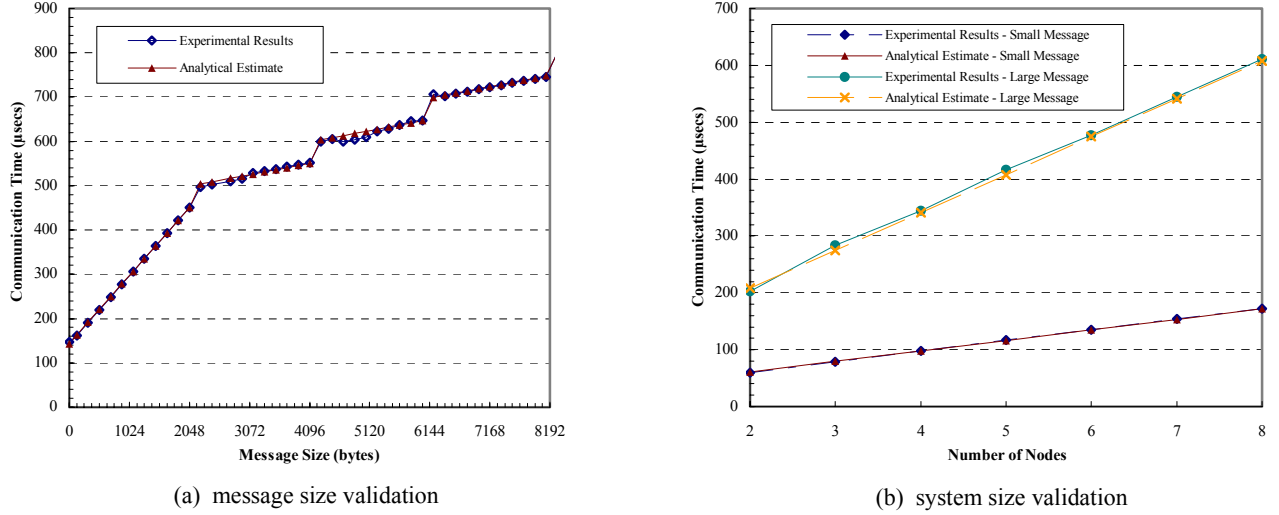 900
800
700
600
500
400
300
200
100
0
Communication Time (μsecs)
Experimental Results
Analytical Estimate
0 1024 2048 3072 4096 5120 6144 7168 8192
Message Size (bytes)
(a) message size validation
700
600
500
400
300
200
100
0
Communication Time (μsecs)
Experimental Results - Small Message
Analytical Estimate - Small Message
Experimental Results - Large Message
Analytical Estimate - Large Message
2 3 4 5 6 7 8
Number of Nodes
(b) system size validation